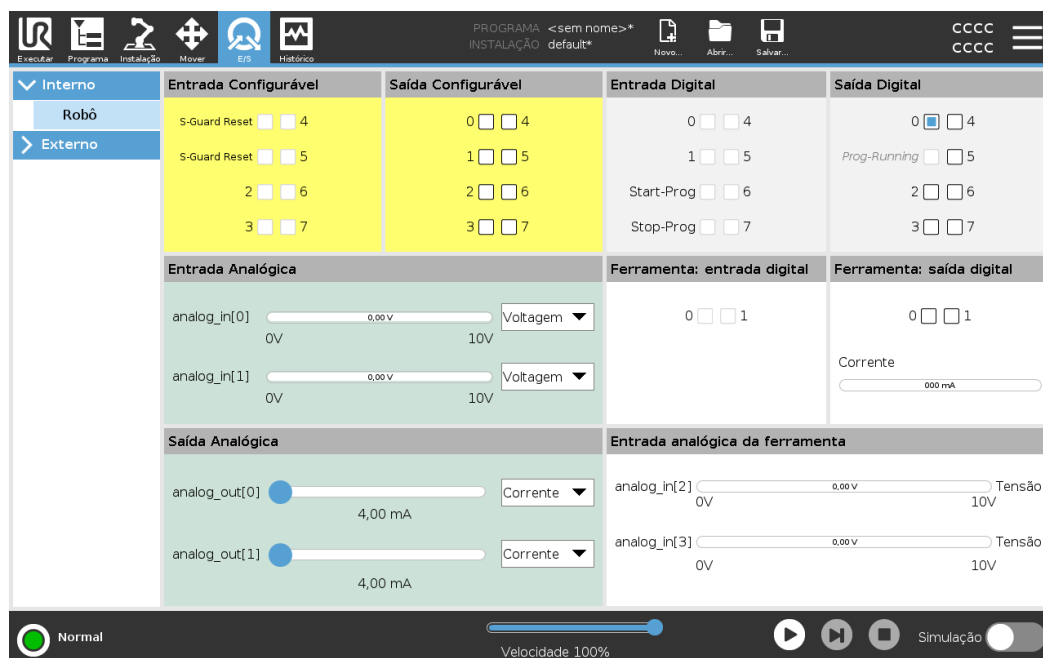 UR
PROGRAMA <sem nome>*
INSTALAÇÃO default*
CCCC
CCCC
Executar Programa Instalação Mover E/S Histórico Novo... Abrir... Salvar...
Interno
Robô
Externo
Entrada Configurável
S-Guard Reset 4
S-Guard Reset 5
2 6
3 7
Saída Configurável
0 4
1 5
2 6
3 7
Entrada Digital
0 4
1 5
Start-Prog 6
Stop-Prog 7
Saída Digital
0 4
Prog-Running 5
2 6
3 7
Entrada Analógica
analog_in[0] 0,00 V Voltagem
0V 10V
analog_in[1] 0,00 V Voltagem
0V 10V
Ferramenta: entrada digital
0 1
Ferramenta: saída digital
0 1
Corrente
000 mA
Saída Analógica
analog_out[0] Corrente
4,00 mA
analog_out[1] Corrente
4,00 mA
Entrada analógica da ferramenta
analog_in[2] 0,00 V Tensão
0V 10V
analog_in[3] 0,00 V Tensão
0V 10V
Normal
Velocidade 100%
Simulação